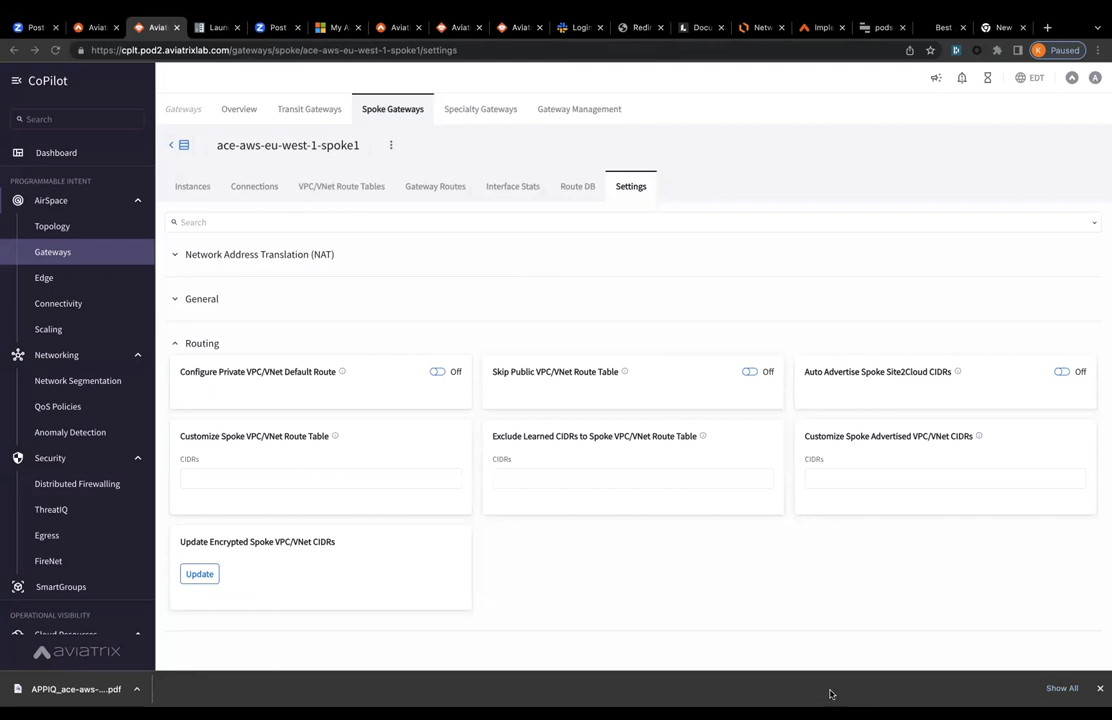 Post
Aviat
Aviat
Laun
Post
My A
Aviat
Aviat
Aviat
Login
Redir
Docu
Netw
Imple
pods
Best
New
https://cplt.pod2.aviatrixlab.com/gateways/spoke/ace-aws-eu-west-1-spoke1/settings
K Paused
CoPilot
EDT
A
Search
Gateways Overview Transit Gateways Spoke Gateways Specialty Gateways Gateway Management
ace-aws-eu-west-1-spoke1
Dashboard
PROGRAMMABLE INTENT
AirSpace
Topology
Gateways
Edge
Connectivity
Scaling
Networking
Network Segmentation
QoS Policies
Anomaly Detection
Security
Distributed Firewalling
ThreatIQ
Egress
FireNet
SmartGroups
OPERATIONAL VISIBILITY
Cloud Resources
aviatrix
Instances Connections VPC/VNet Route Tables Gateway Routes Interface Stats Route DB Settings
Search
Network Address Translation (NAT)
General
Routing
Configure Private VPC/VNet Default Route Off
Skip Public VPC/VNet Route Table Off
Auto Advertise Spoke Site2Cloud CIDRs Off
Customize Spoke VPC/VNet Route Table
CIDRs
Exclude Learned CIDRs to Spoke VPC/VNet Route Table
CIDRs
Customize Spoke Advertised VPC/VNet CIDRs
CIDRs
Update Encrypted Spoke VPC/VNet CIDRs
Update
APPIQ_ace-aws-....pdf
Show All